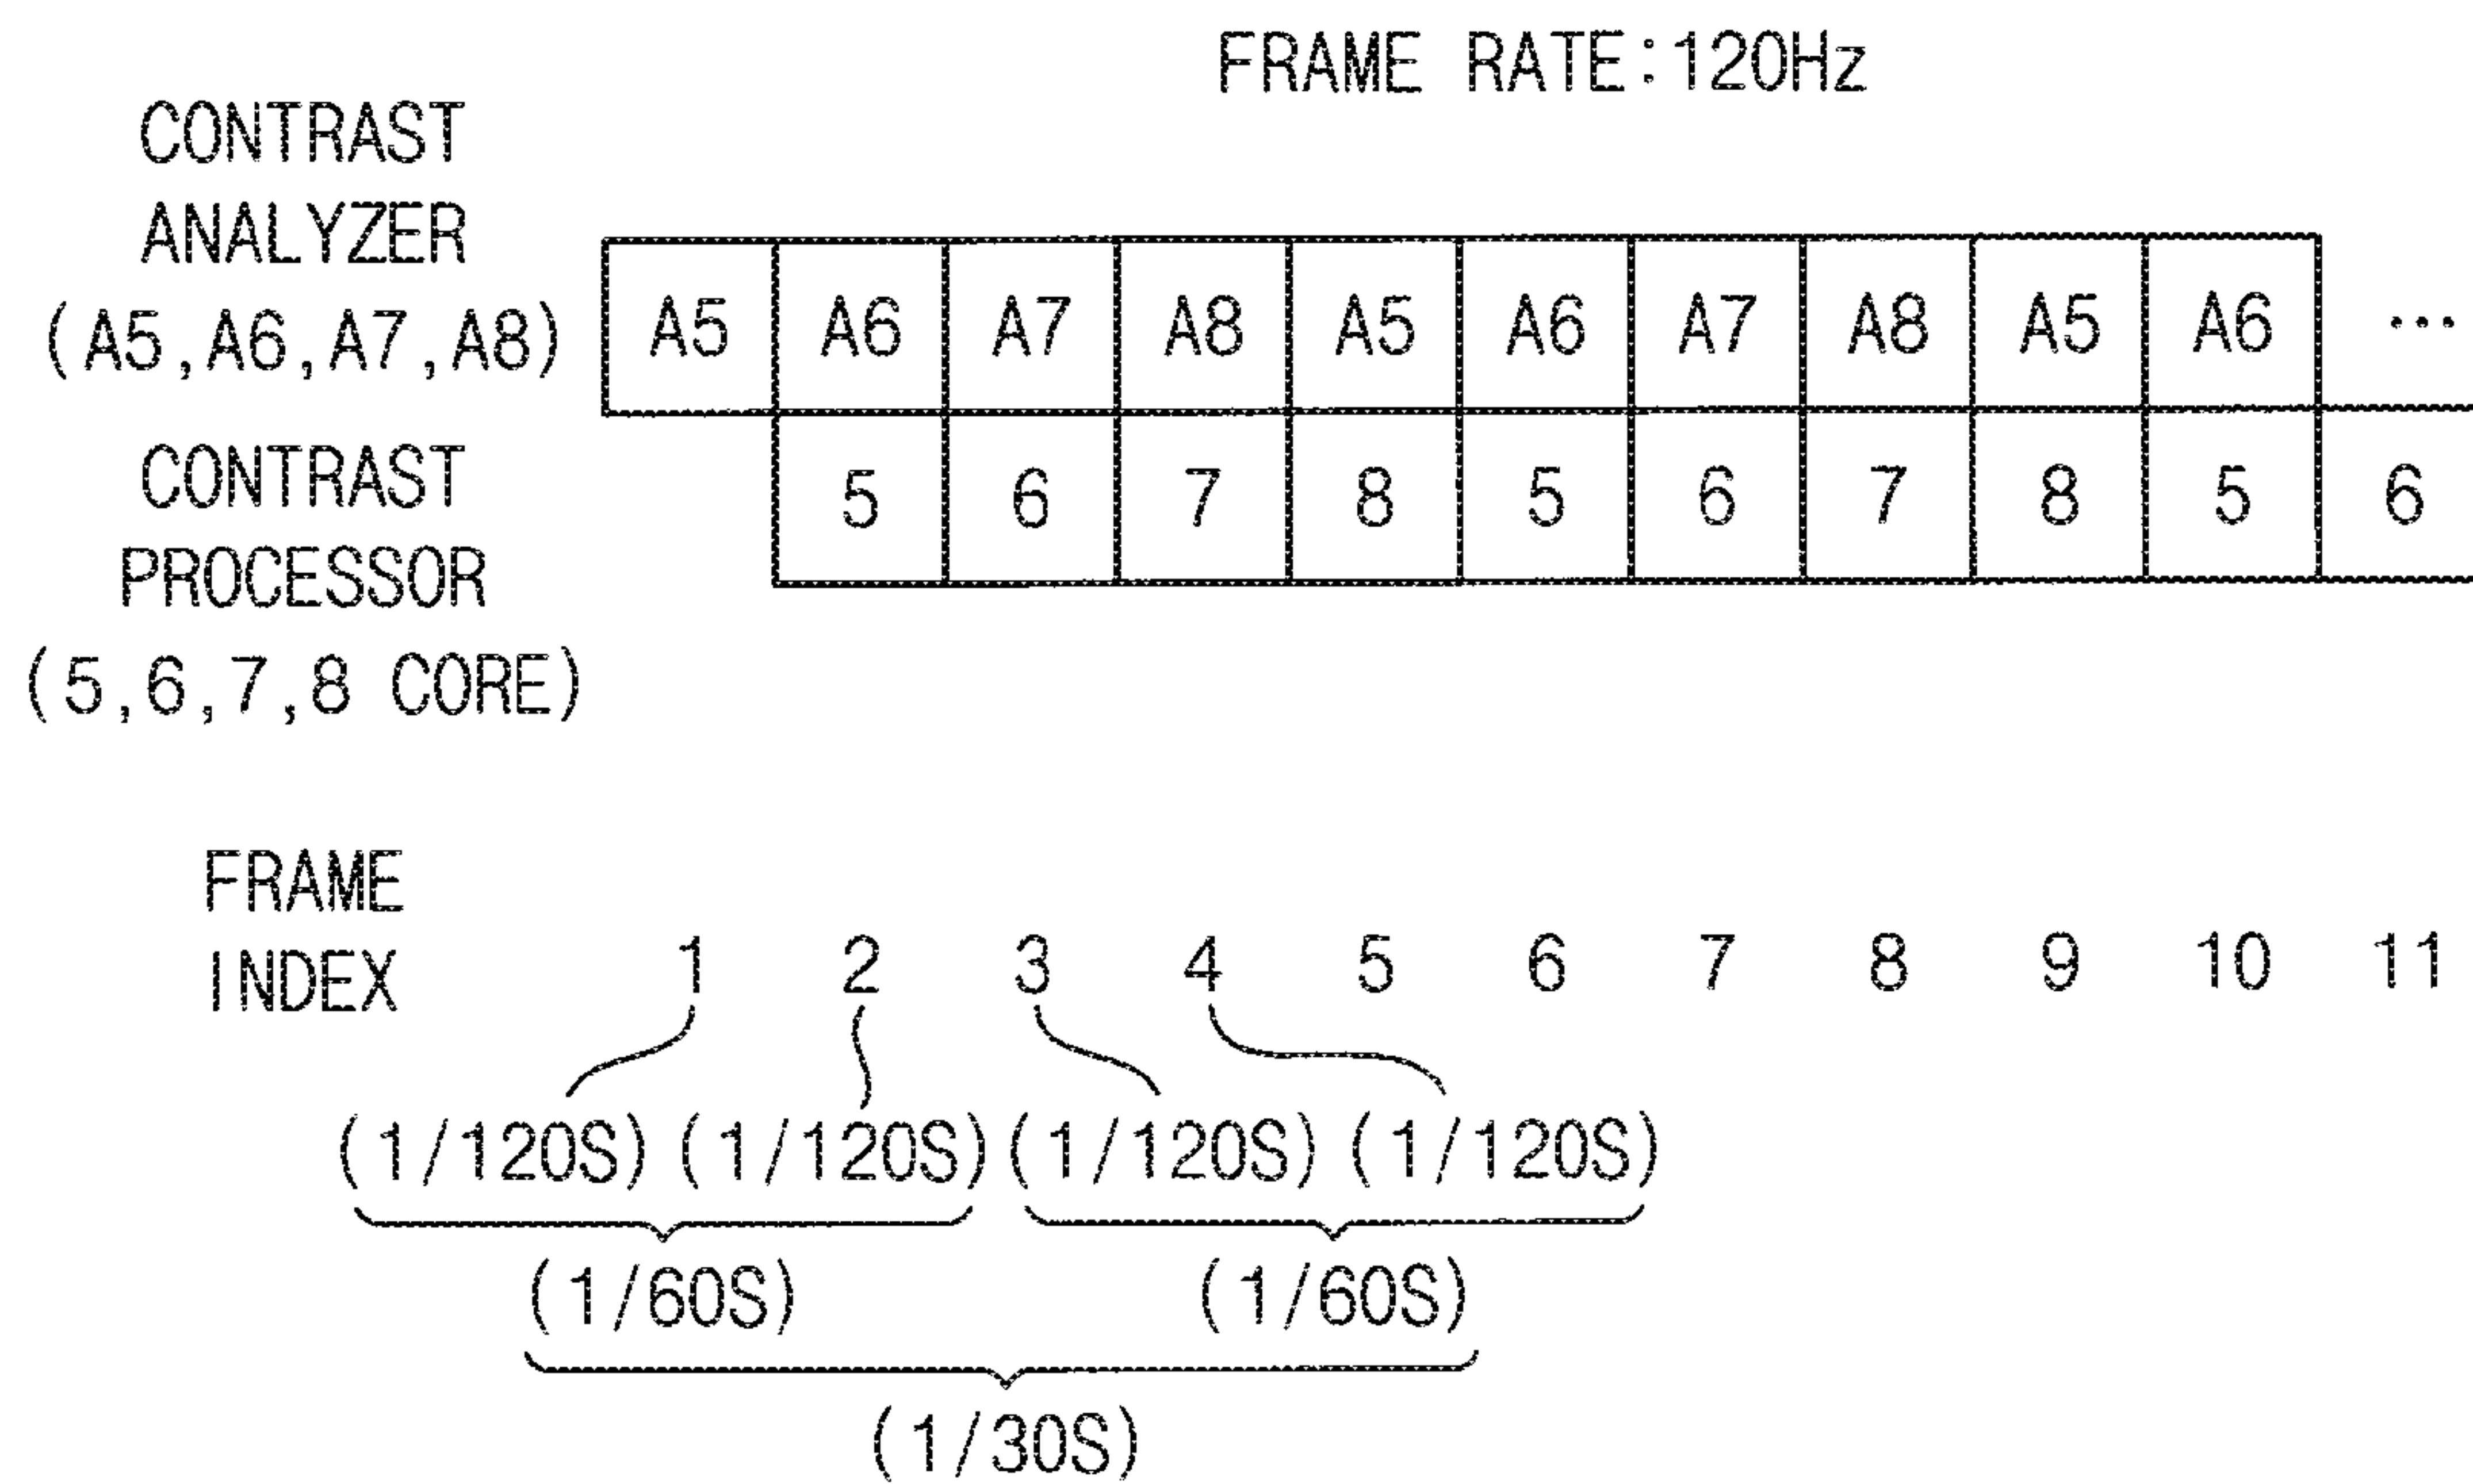 FRAME RATE:120Hz
CONTRAST
ANALYZER
(A5,A6,A7,A8)
A5 A6 A7 A8 A5 A6 A7 A8 A5 A6 ...
CONTRAST
PROCESSOR
(5,6,7,8 CORE)
5 6 7 8 5 6 7 8 5 6
FRAME
INDEX
1 2 3 4 5 6 7 8 9 10 11
(1/120S) (1/120S) (1/120S) (1/120S)
(1/60S) (1/60S)
(1/30S)